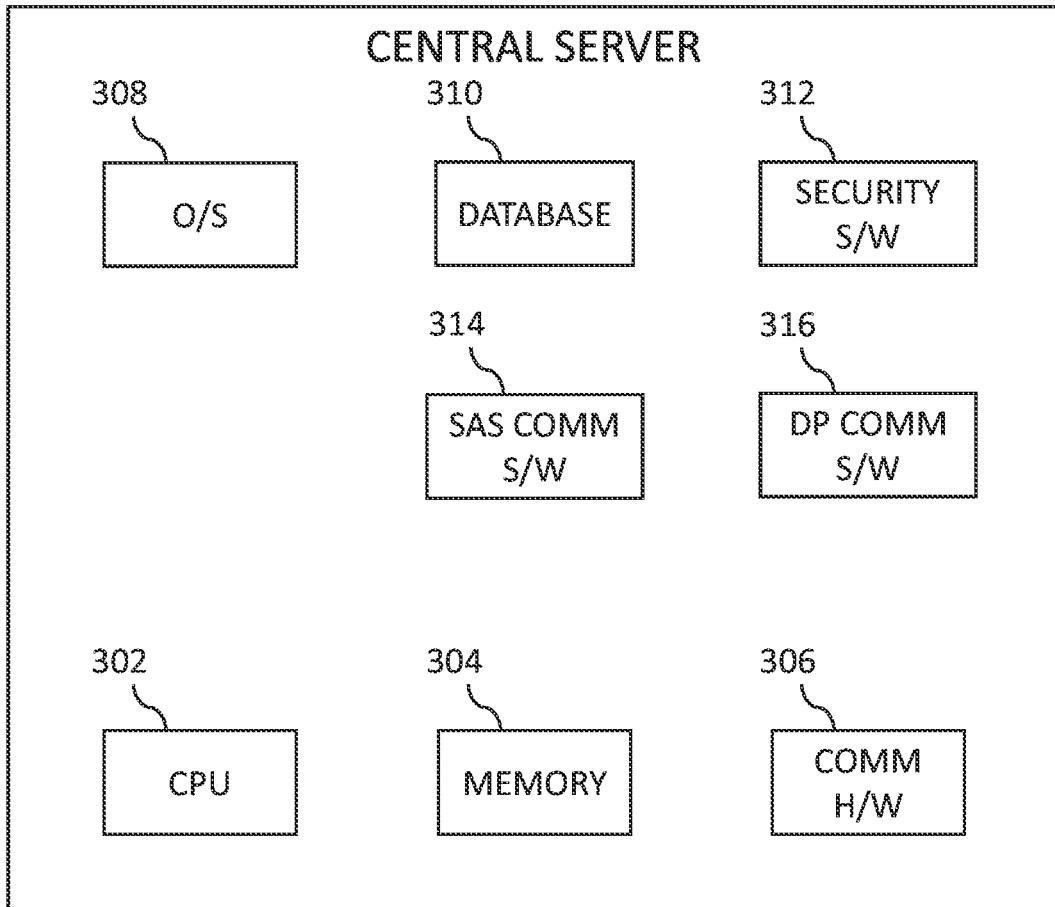 CENTRAL SERVER
308
310
312
O/S
DATABASE
SECURITY
S/W
314
316
SAS COMM
S/W
DP COMM
S/W
302
304
306
CPU
MEMORY
COMM
H/W